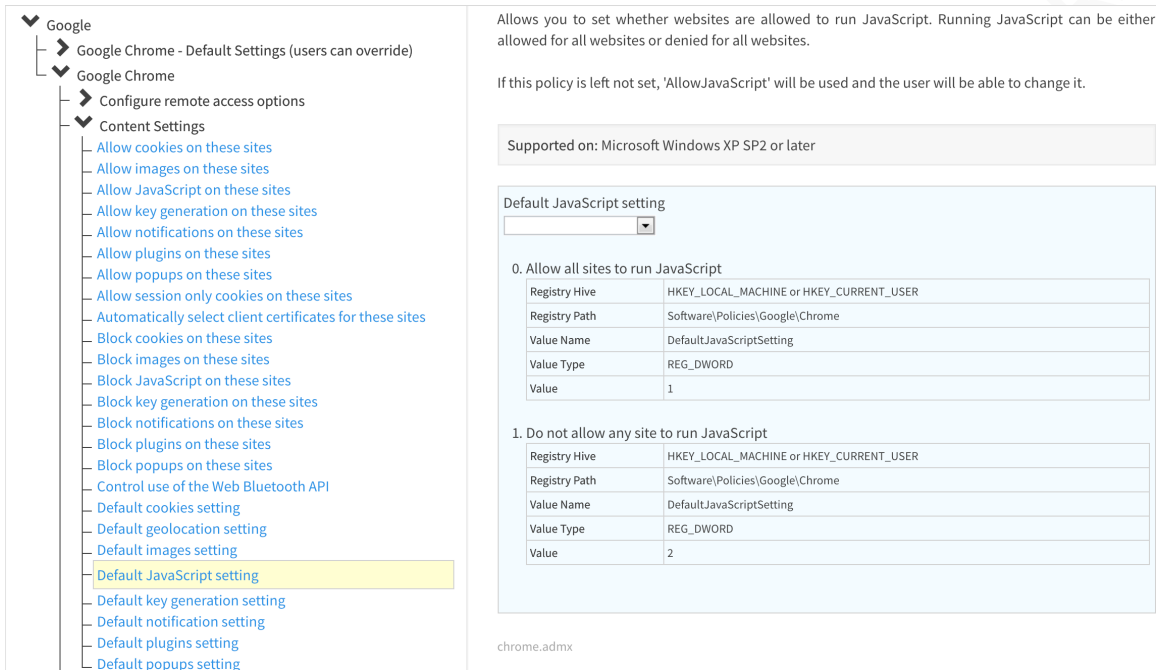 Google
Google Chrome - Default Settings (users can override)
Google Chrome
Configure remote access options
Content Settings
Allow cookies on these sites
Allow images on these sites
Allow JavaScript on these sites
Allow key generation on these sites
Allow notifications on these sites
Allow plugins on these sites
Allow popups on these sites
Allow session only cookies on these sites
Automatically select client certificates for these sites
Block cookies on these sites
Block images on these sites
Block JavaScript on these sites
Block key generation on these sites
Block notifications on these sites
Block plugins on these sites
Block popups on these sites
Control use of the Web Bluetooth API
Default cookies setting
Default geolocation setting
Default images setting
Default JavaScript setting
Default key generation setting
Default notification setting
Default plugins setting
Default popups setting
Allows you to set whether websites are allowed to run JavaScript. Running JavaScript can be either
allowed for all websites or denied for all websites.
If this policy is left not set, 'AllowJavaScript' will be used and the user will be able to change it.
Supported on: Microsoft Windows XP SP2 or later
Default JavaScript setting
0. Allow all sites to run JavaScript
Registry Hive HKEY_LOCAL_MACHINE or HKEY_CURRENT_USER
Registry Path Software\Policies\Google\Chrome
Value Name DefaultJavaScriptSetting
Value Type REG_DWORD
Value 1
1. Do not allow any site to run JavaScript
Registry Hive HKEY_LOCAL_MACHINE or HKEY_CURRENT_USER
Registry Path Software\Policies\Google\Chrome
Value Name DefaultJavaScriptSetting
Value Type REG_DWORD
Value 2
chrome.admx